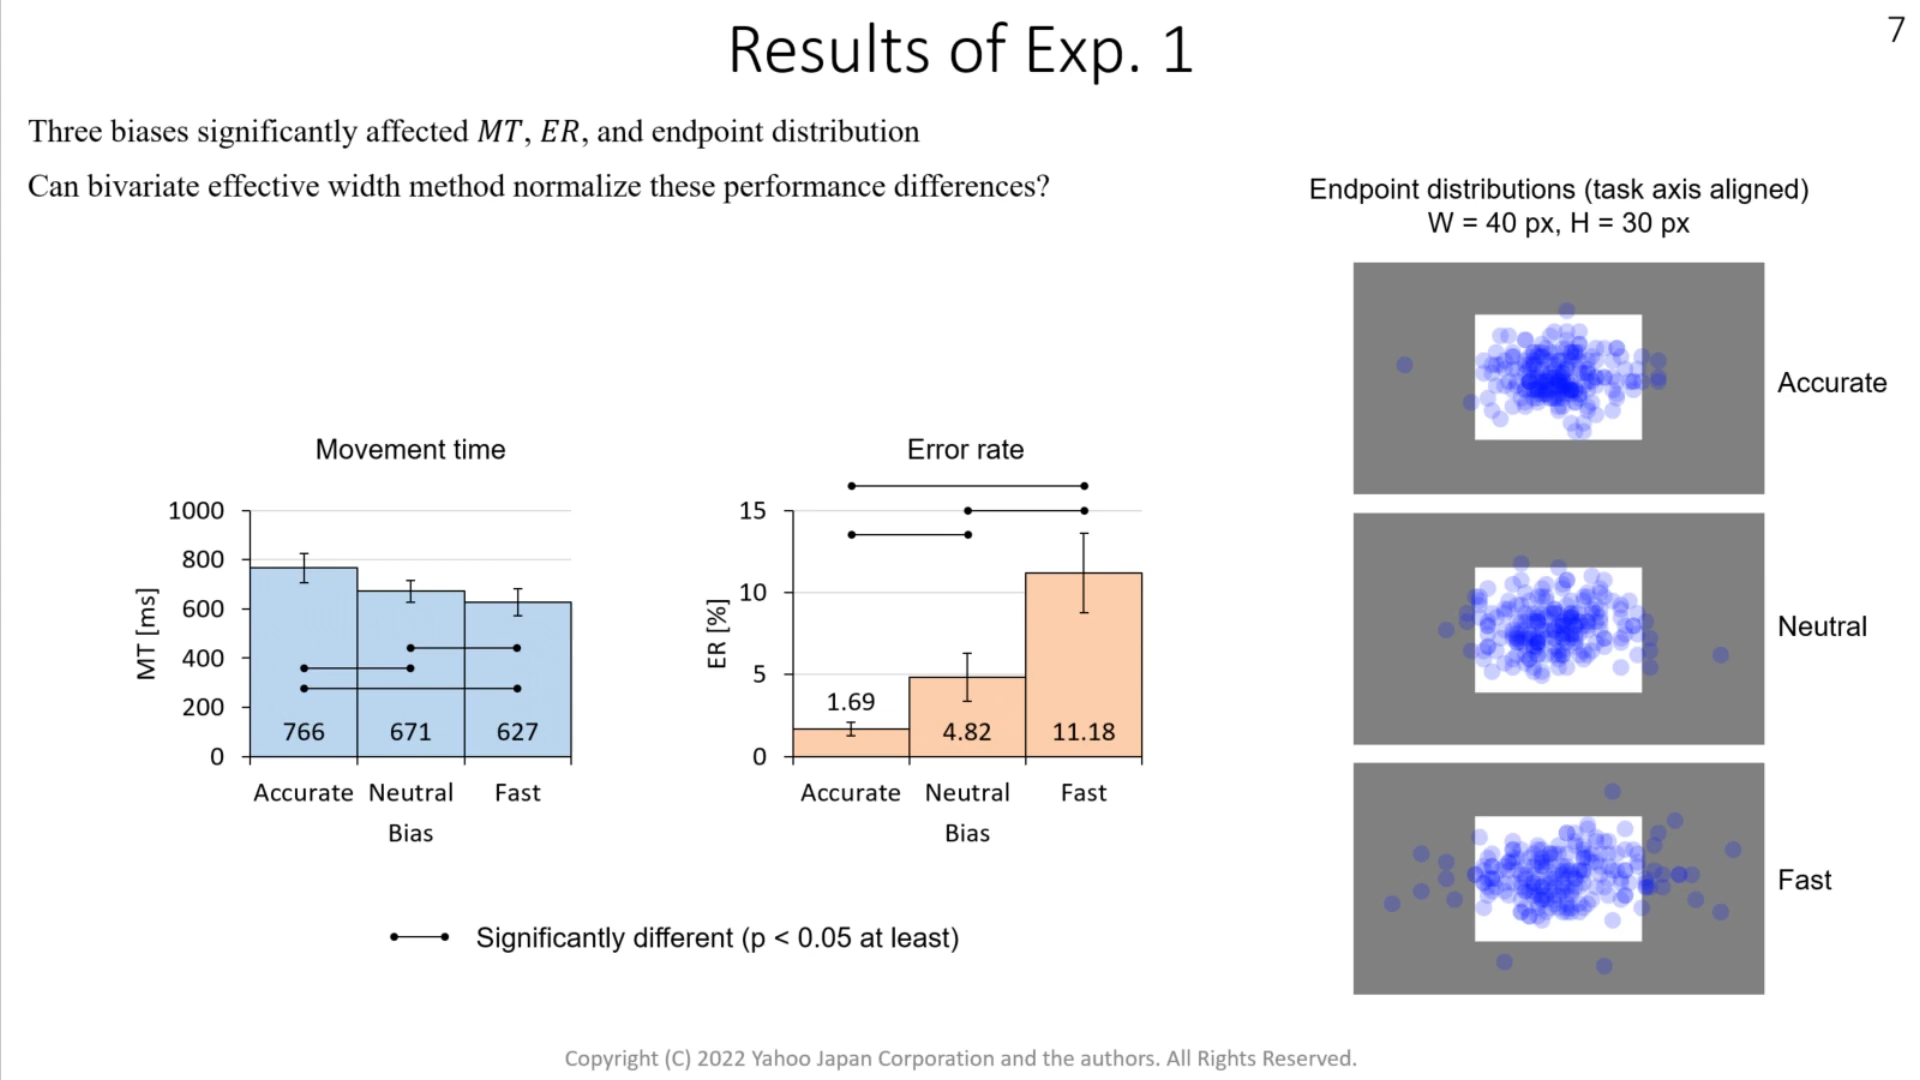 Results of Exp. 1
7
Three biases significantly affected MT, ER, and endpoint distribution
Can bivariate effective width method normalize these performance differences?
Endpoint distributions (task axis aligned)
W = 40 px, H = 30 px
Accurate
Neutral
Fast
Movement time
1000
800
600
400
200
0
MT [ms]
766 671 627
Accurate Neutral Fast
Bias
Error rate
15
10
5
0
ER [%]
1.69
4.82 11.18
Accurate Neutral Fast
Bias
Significantly different (p < 0.05 at least)
Copyright (C) 2022 Yahoo Japan Corporation and the authors. All Rights Reserved.